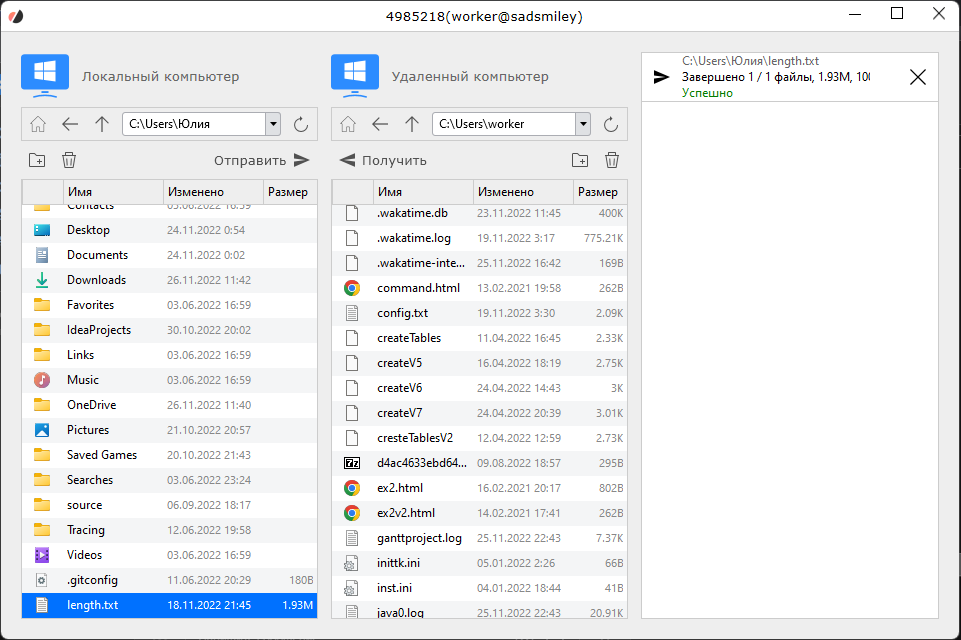 4985218(worker@sadsmiley)
Локальный компьютер
C:\Users\Юлия
Отправить
Имя Изменено Размер
Contacts 03.06.2022 16:59
Desktop 24.11.2022 0:54
Documents 24.11.2022 0:02
Downloads 26.11.2022 11:42
Favorites 03.06.2022 16:59
IdeaProjects 30.10.2022 20:02
Links 03.06.2022 16:59
Music 03.06.2022 16:59
OneDrive 26.11.2022 11:40
Pictures 21.10.2022 20:57
Saved Games 20.10.2022 21:43
Searches 03.06.2022 23:24
source 06.09.2022 18:17
Tracing 12.06.2022 19:58
Videos 03.06.2022 16:59
.gitconfig 11.06.2022 20:29 180B
length.txt 18.11.2022 21:45 1.93M
Удаленный компьютер
C:\Users\worker
Получить
Имя Изменено Размер
.wakatime.db 23.11.2022 11:45 400K
.wakatime.log 19.11.2022 3:17 775.21K
.wakatime-inte... 25.11.2022 16:42 169B
command.html 13.02.2021 19:58 262B
config.txt 19.11.2022 3:30 2.09K
createTables 11.04.2022 16:45 2.33K
createV5 16.04.2022 18:19 2.75K
createV6 24.04.2022 14:43 3K
createV7 24.04.2022 20:39 3.01K
cresteTablesV2 12.04.2022 12:59 2.73K
7z d4ac4633ebd64... 09.08.2022 18:57 295B
ex2.html 16.02.2021 20:17 802B
ex2v2.html 14.02.2021 17:41 262B
ganttproject.log 25.11.2022 22:43 7.37K
inittk.ini 05.01.2022 2:26 66B
inst.ini 04.01.2022 18:44 41B
java0.log 25.11.2022 22:43 20.91K
C:\Users\Юлия\length.txt
Завершено 1 / 1 файлы, 1.93M, 100
Успешно